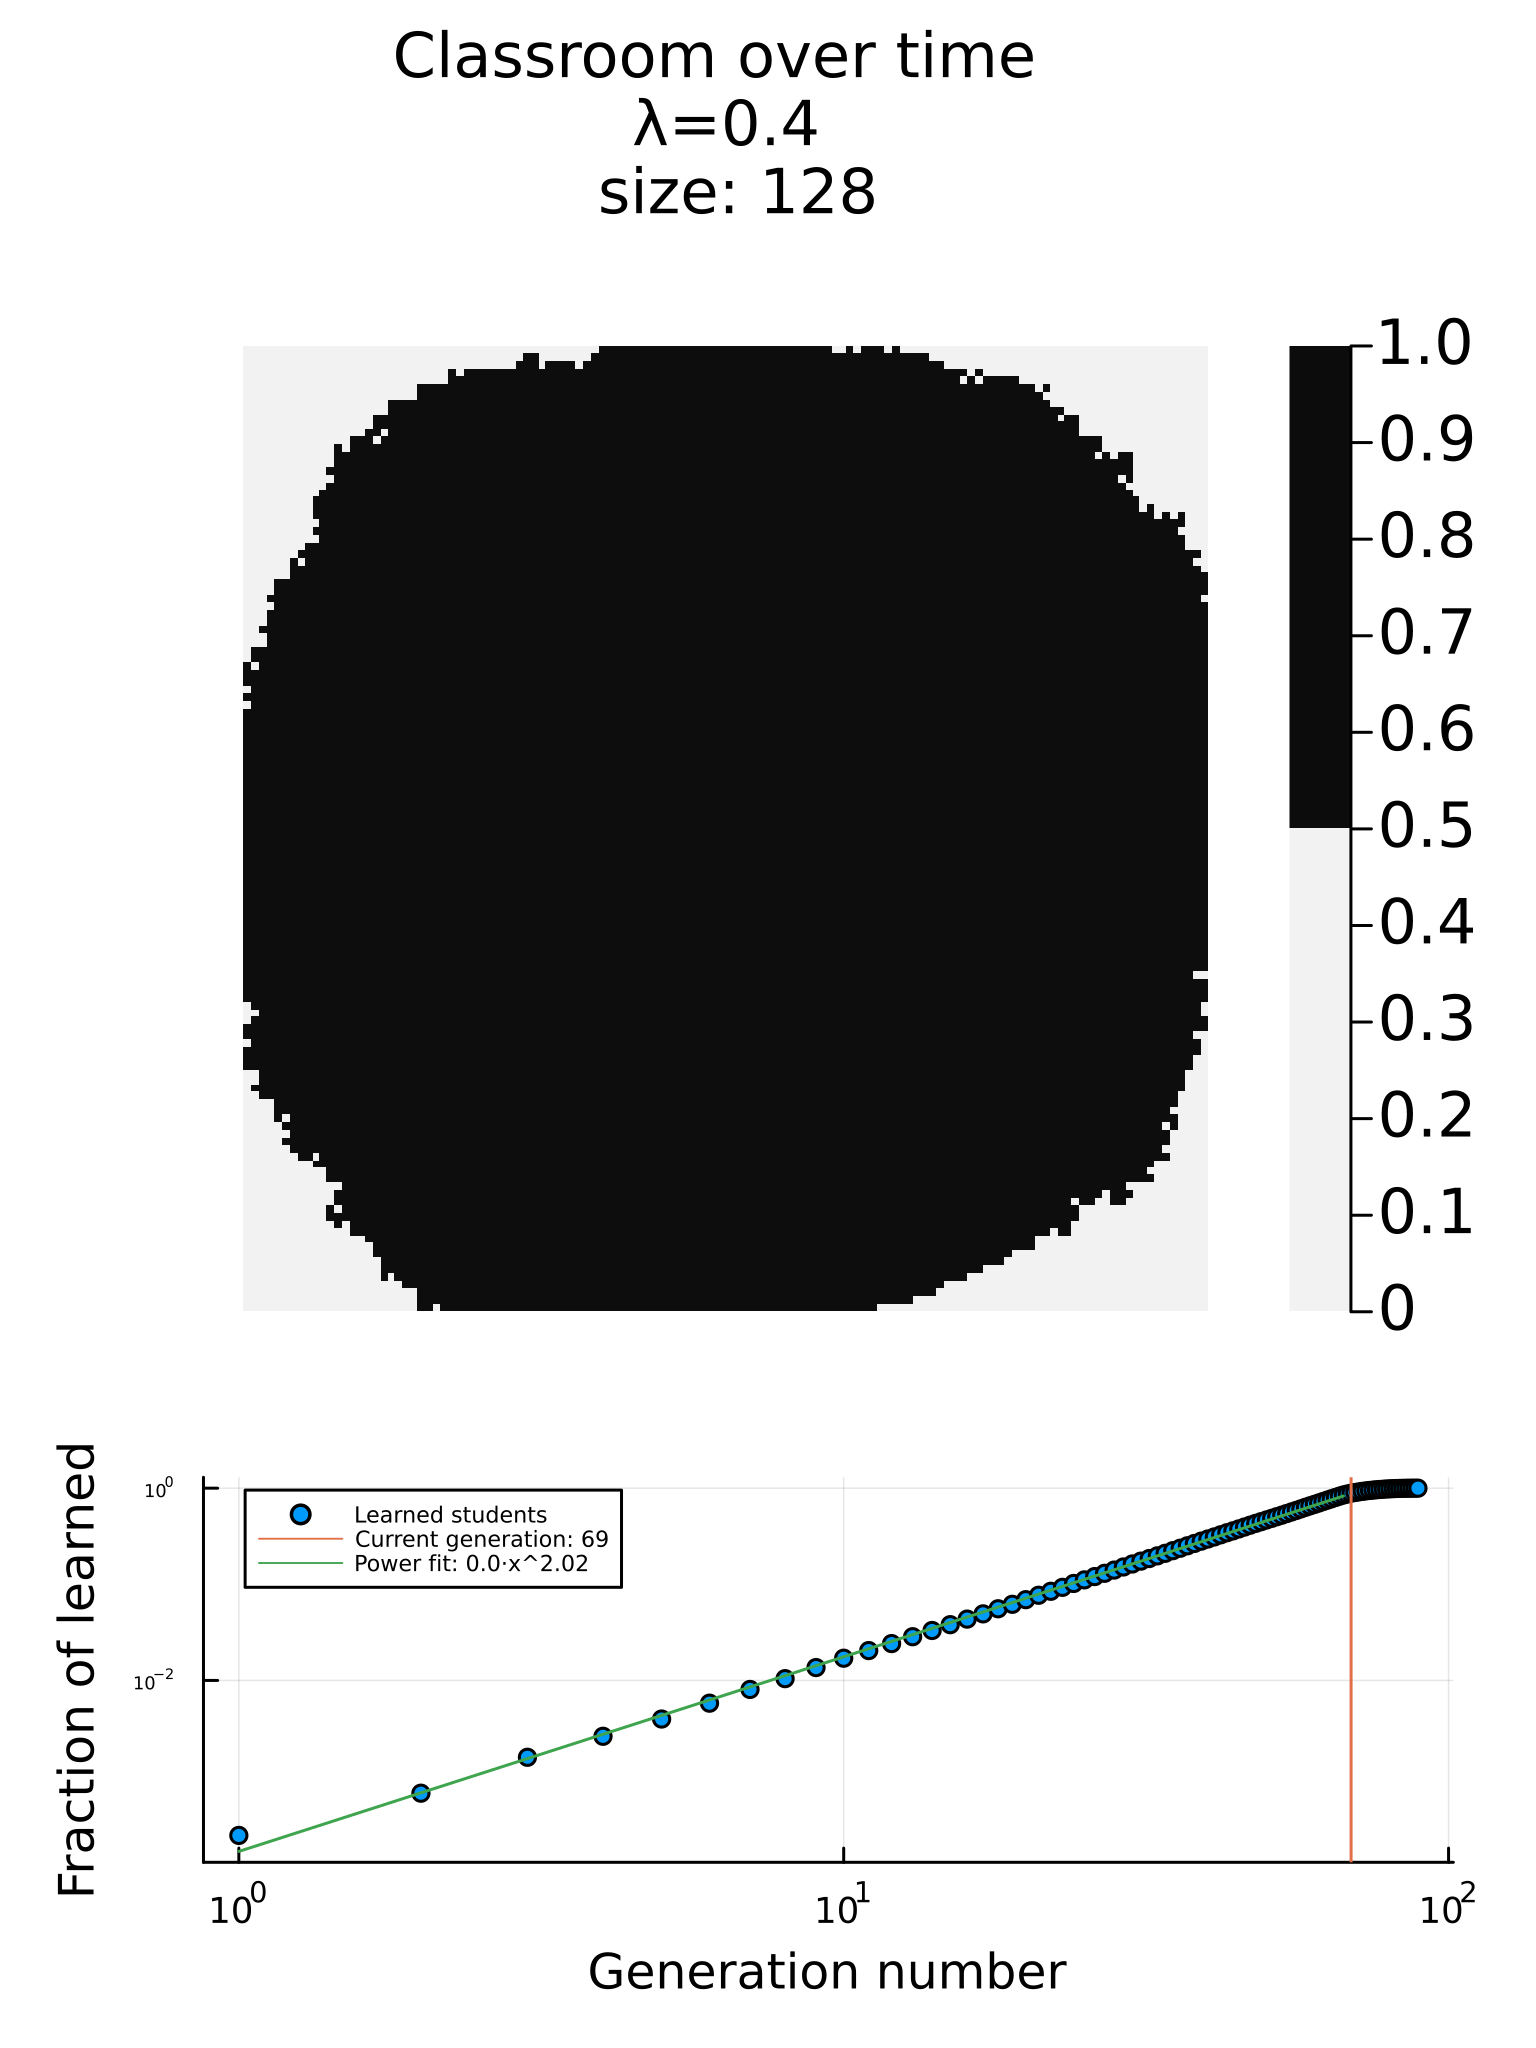 Classroom over time
λ=0.4
size: 128
1.0
0.9
0.8
0.7
0.6
0.5
0.4
0.3
0.2
0.1
0
Fraction of learned
10^0
10^−2
Learned students
Current generation: 69
Power fit: 0.0·x^2.02
10^0
10^1
10^2
Generation number